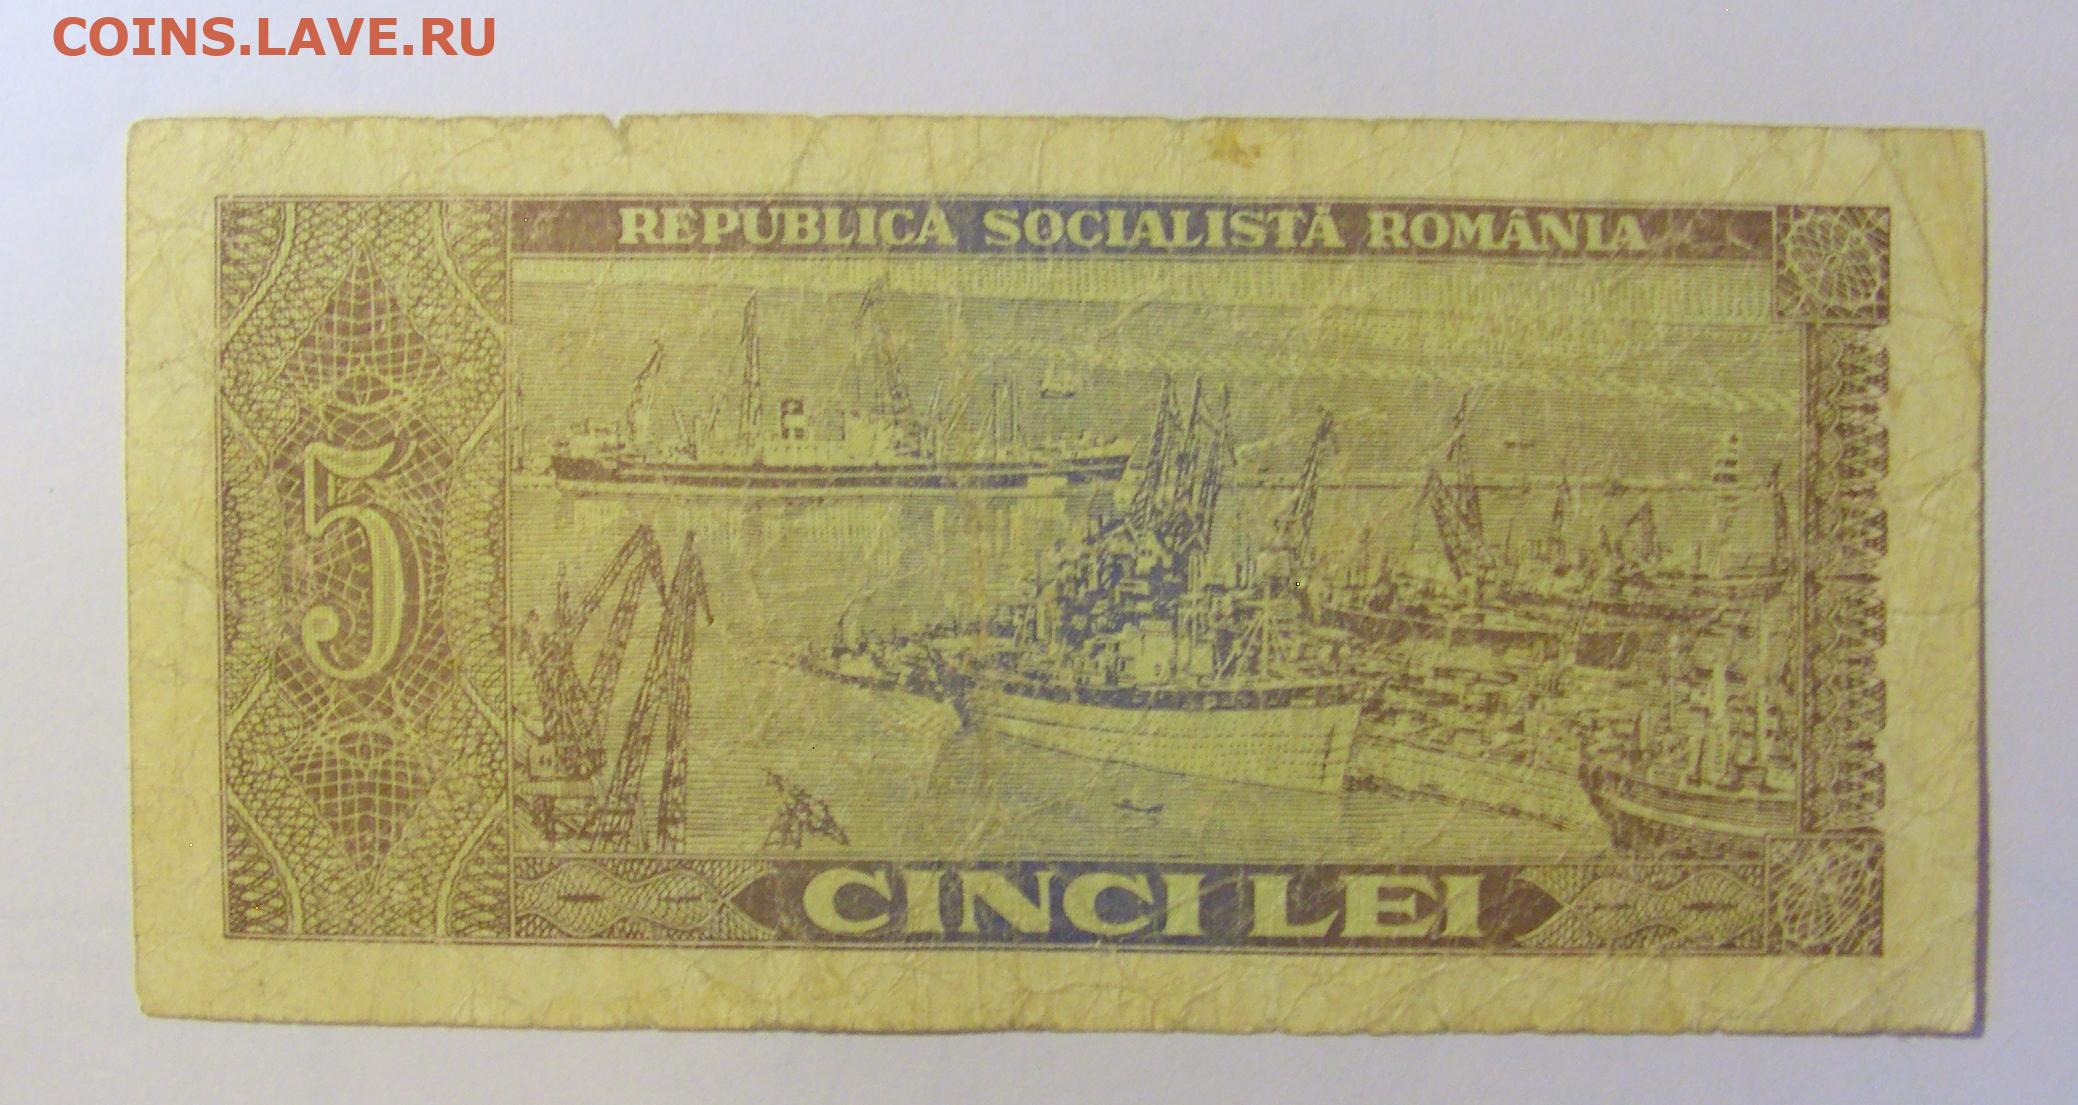 COINS.LAVE.RU
REPUBLICA SOCIALISTĂ ROMÂNIA
5
CINCI LEI